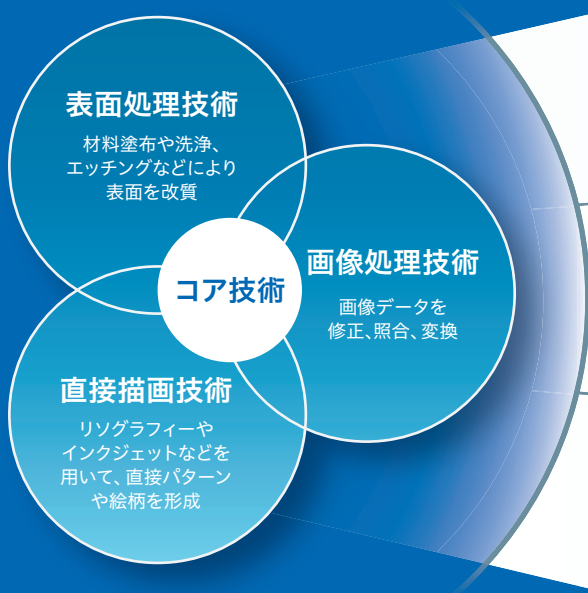 表面処理技術
材料塗布や洗浄、
エッチングなどにより
表面を改質
コア技術
画像処理技術
画像データを
修正、照合、変換
直接描画技術
リソグラフィーや
インクジェットなどを
用いて、直接パターン
や絵柄を形成